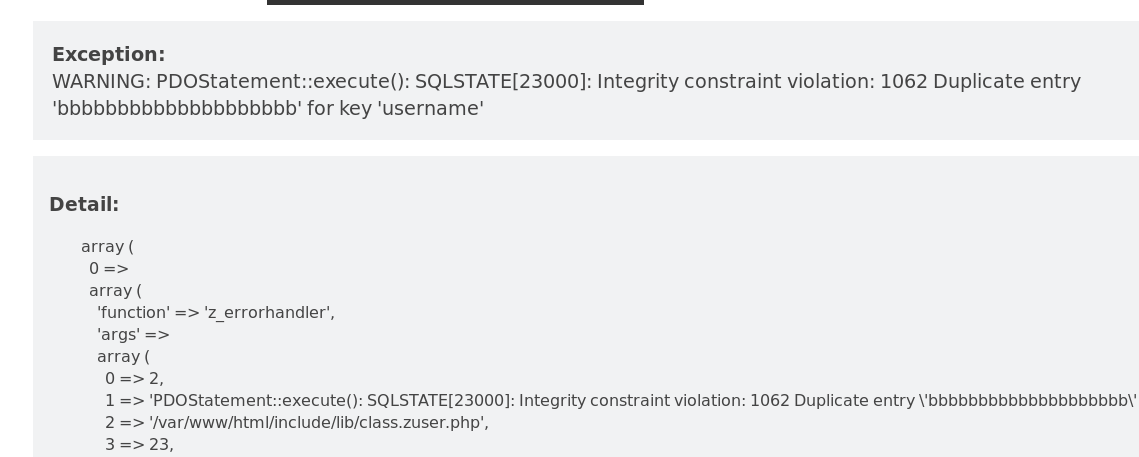 Exception:
WARNING: PDOStatement::execute(): SQLSTATE[23000]: Integrity constraint violation: 1062 Duplicate entry
'bbbbbbbbbbbbbbbbbbbb' for key 'username'
Detail:
array (
0 =>
array (
'function' => 'z_errorhandler',
'args' =>
array (
0 => 2,
1 => 'PDOStatement::execute(): SQLSTATE[23000]: Integrity constraint violation: 1062 Duplicate entry \'bbbbbbbbbbbbbbbbbbbb\'
2 => '/var/www/html/include/lib/class.zuser.php',
3 => 23,